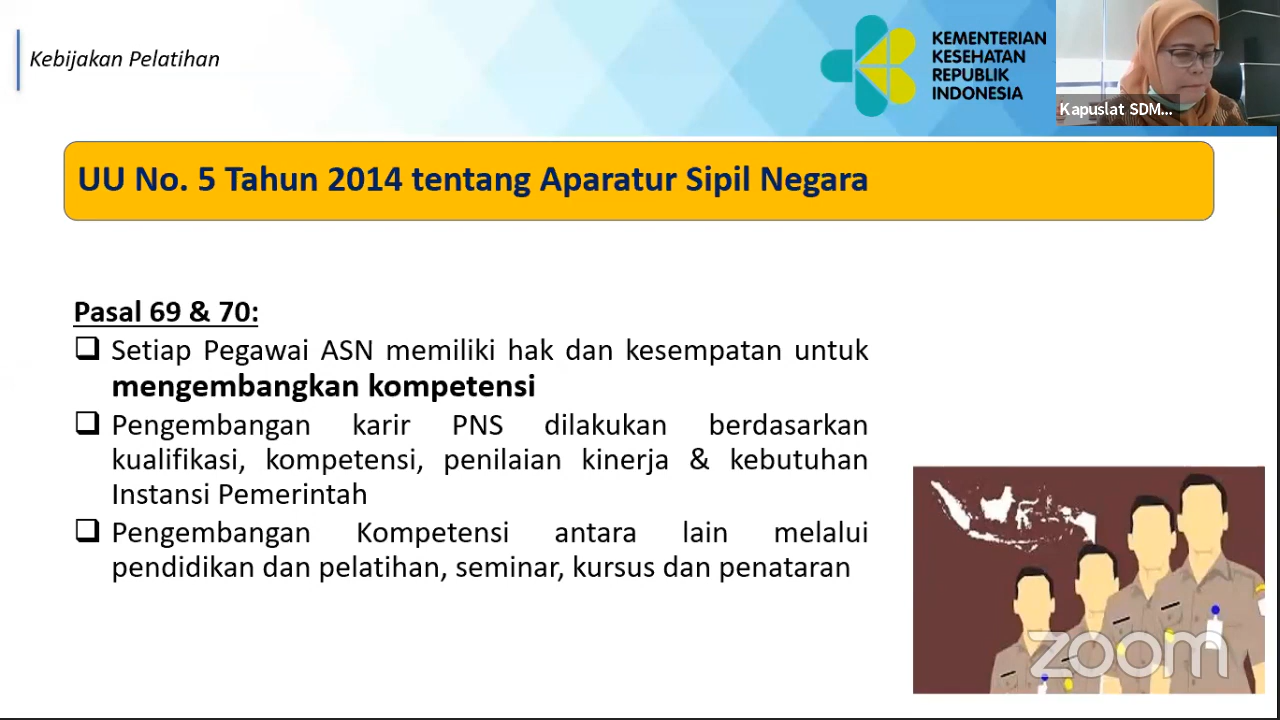 Kebijakan Pelatihan
KEMENTERIAN
KESEHATAN
REPUBLIK
INDONESIA
Kapuslat SDM...
UU No. 5 Tahun 2014 tentang Aparatur Sipil Negara
Pasal 69 & 70:
❑ Setiap Pegawai ASN memiliki hak dan kesempatan untuk
mengembangkan kompetensi
❑ Pengembangan karir PNS dilakukan berdasarkan
kualifikasi, kompetensi, penilaian kinerja & kebutuhan
Instansi Pemerintah
❑ Pengembangan Kompetensi antara lain melalui
pendidikan dan pelatihan, seminar, kursus dan penataran
zoom